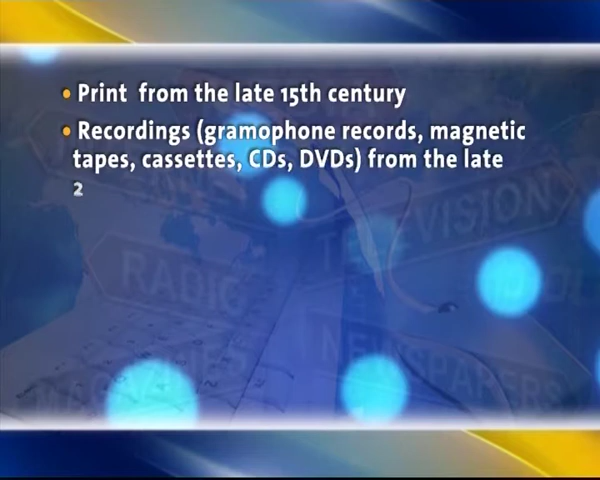 • Print from the late 15th century
• Recordings (gramophone records, magnetic
tapes, cassettes, CDs, DVDs) from the late
2
TELEVISION
RADIO
MAGAZINES
NEWSPAPERS